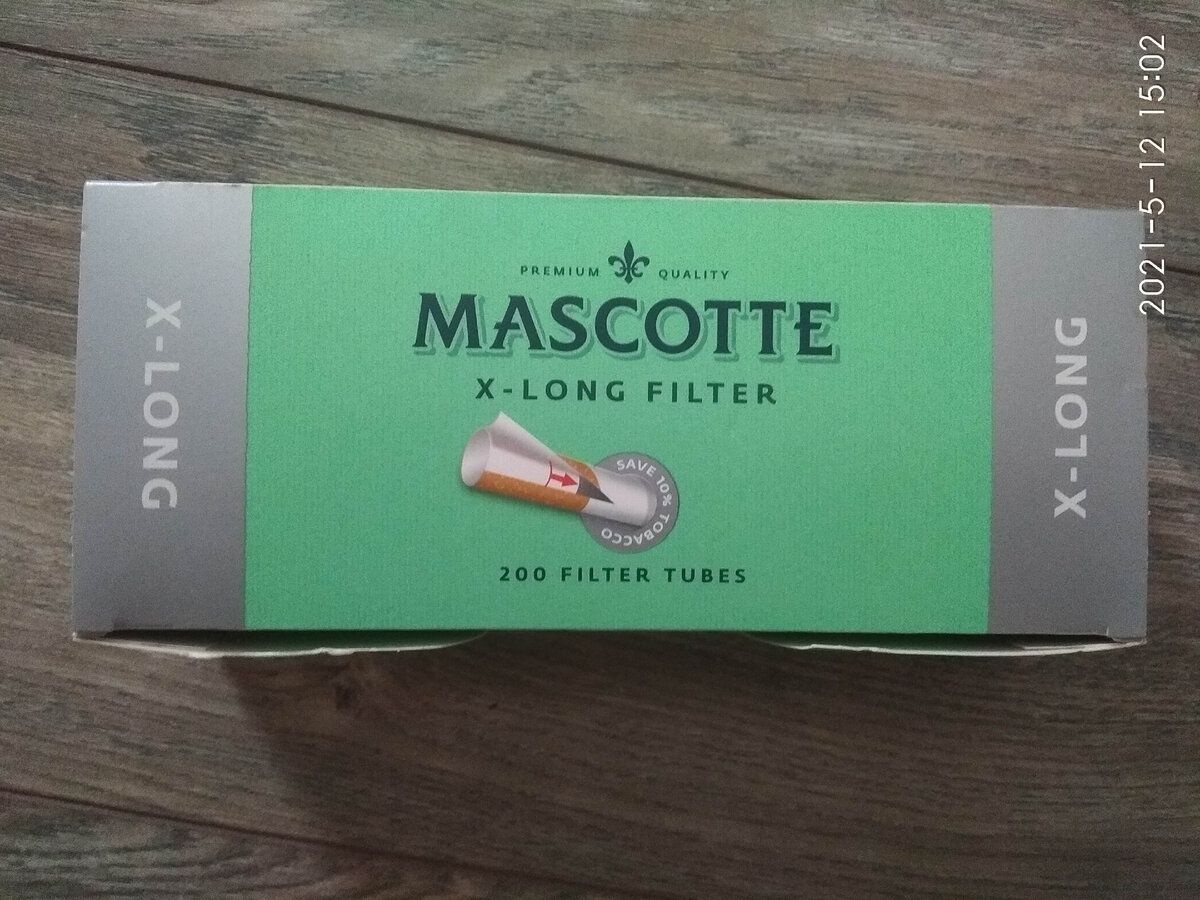 X-LONG
PREMIUM QUALITY
MASCOTTE
X-LONG FILTER
SAVE 10% TOBACCO
200 FILTER TUBES
X-LONG
2021-5-12 15:02